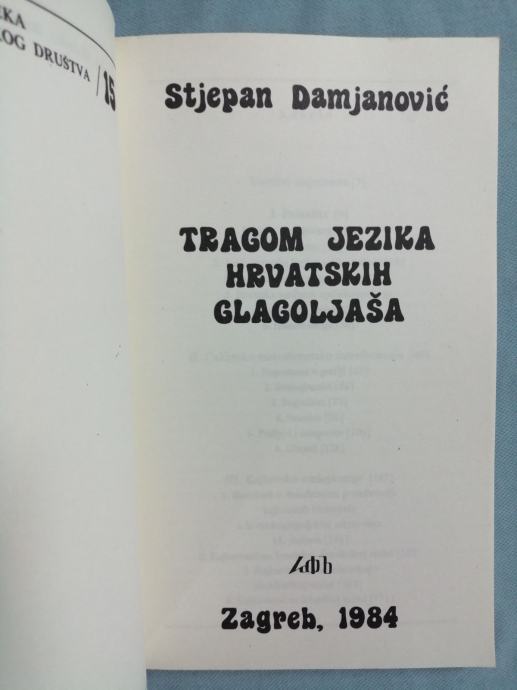 KA
OG DRUŠTVA / 15
Stjepan Damjanović
TRAGOM JEZIKA
HRVATSKIH
GLAGOLJAŠA
Zagreb, 1984